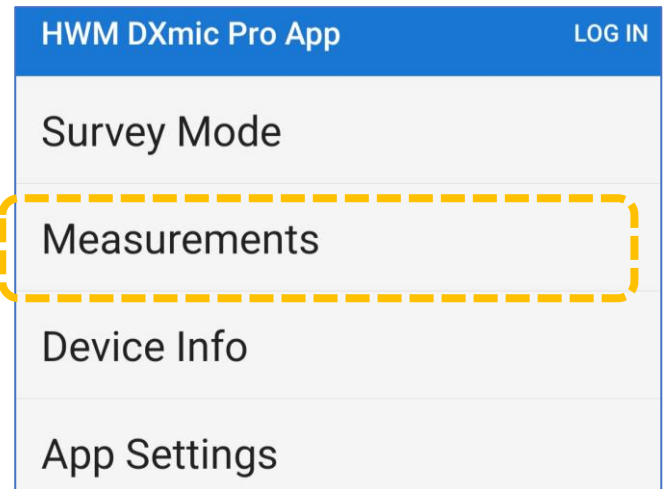 HWM DXmic Pro App LOG IN
Survey Mode
Measurements
Device Info
App Settings